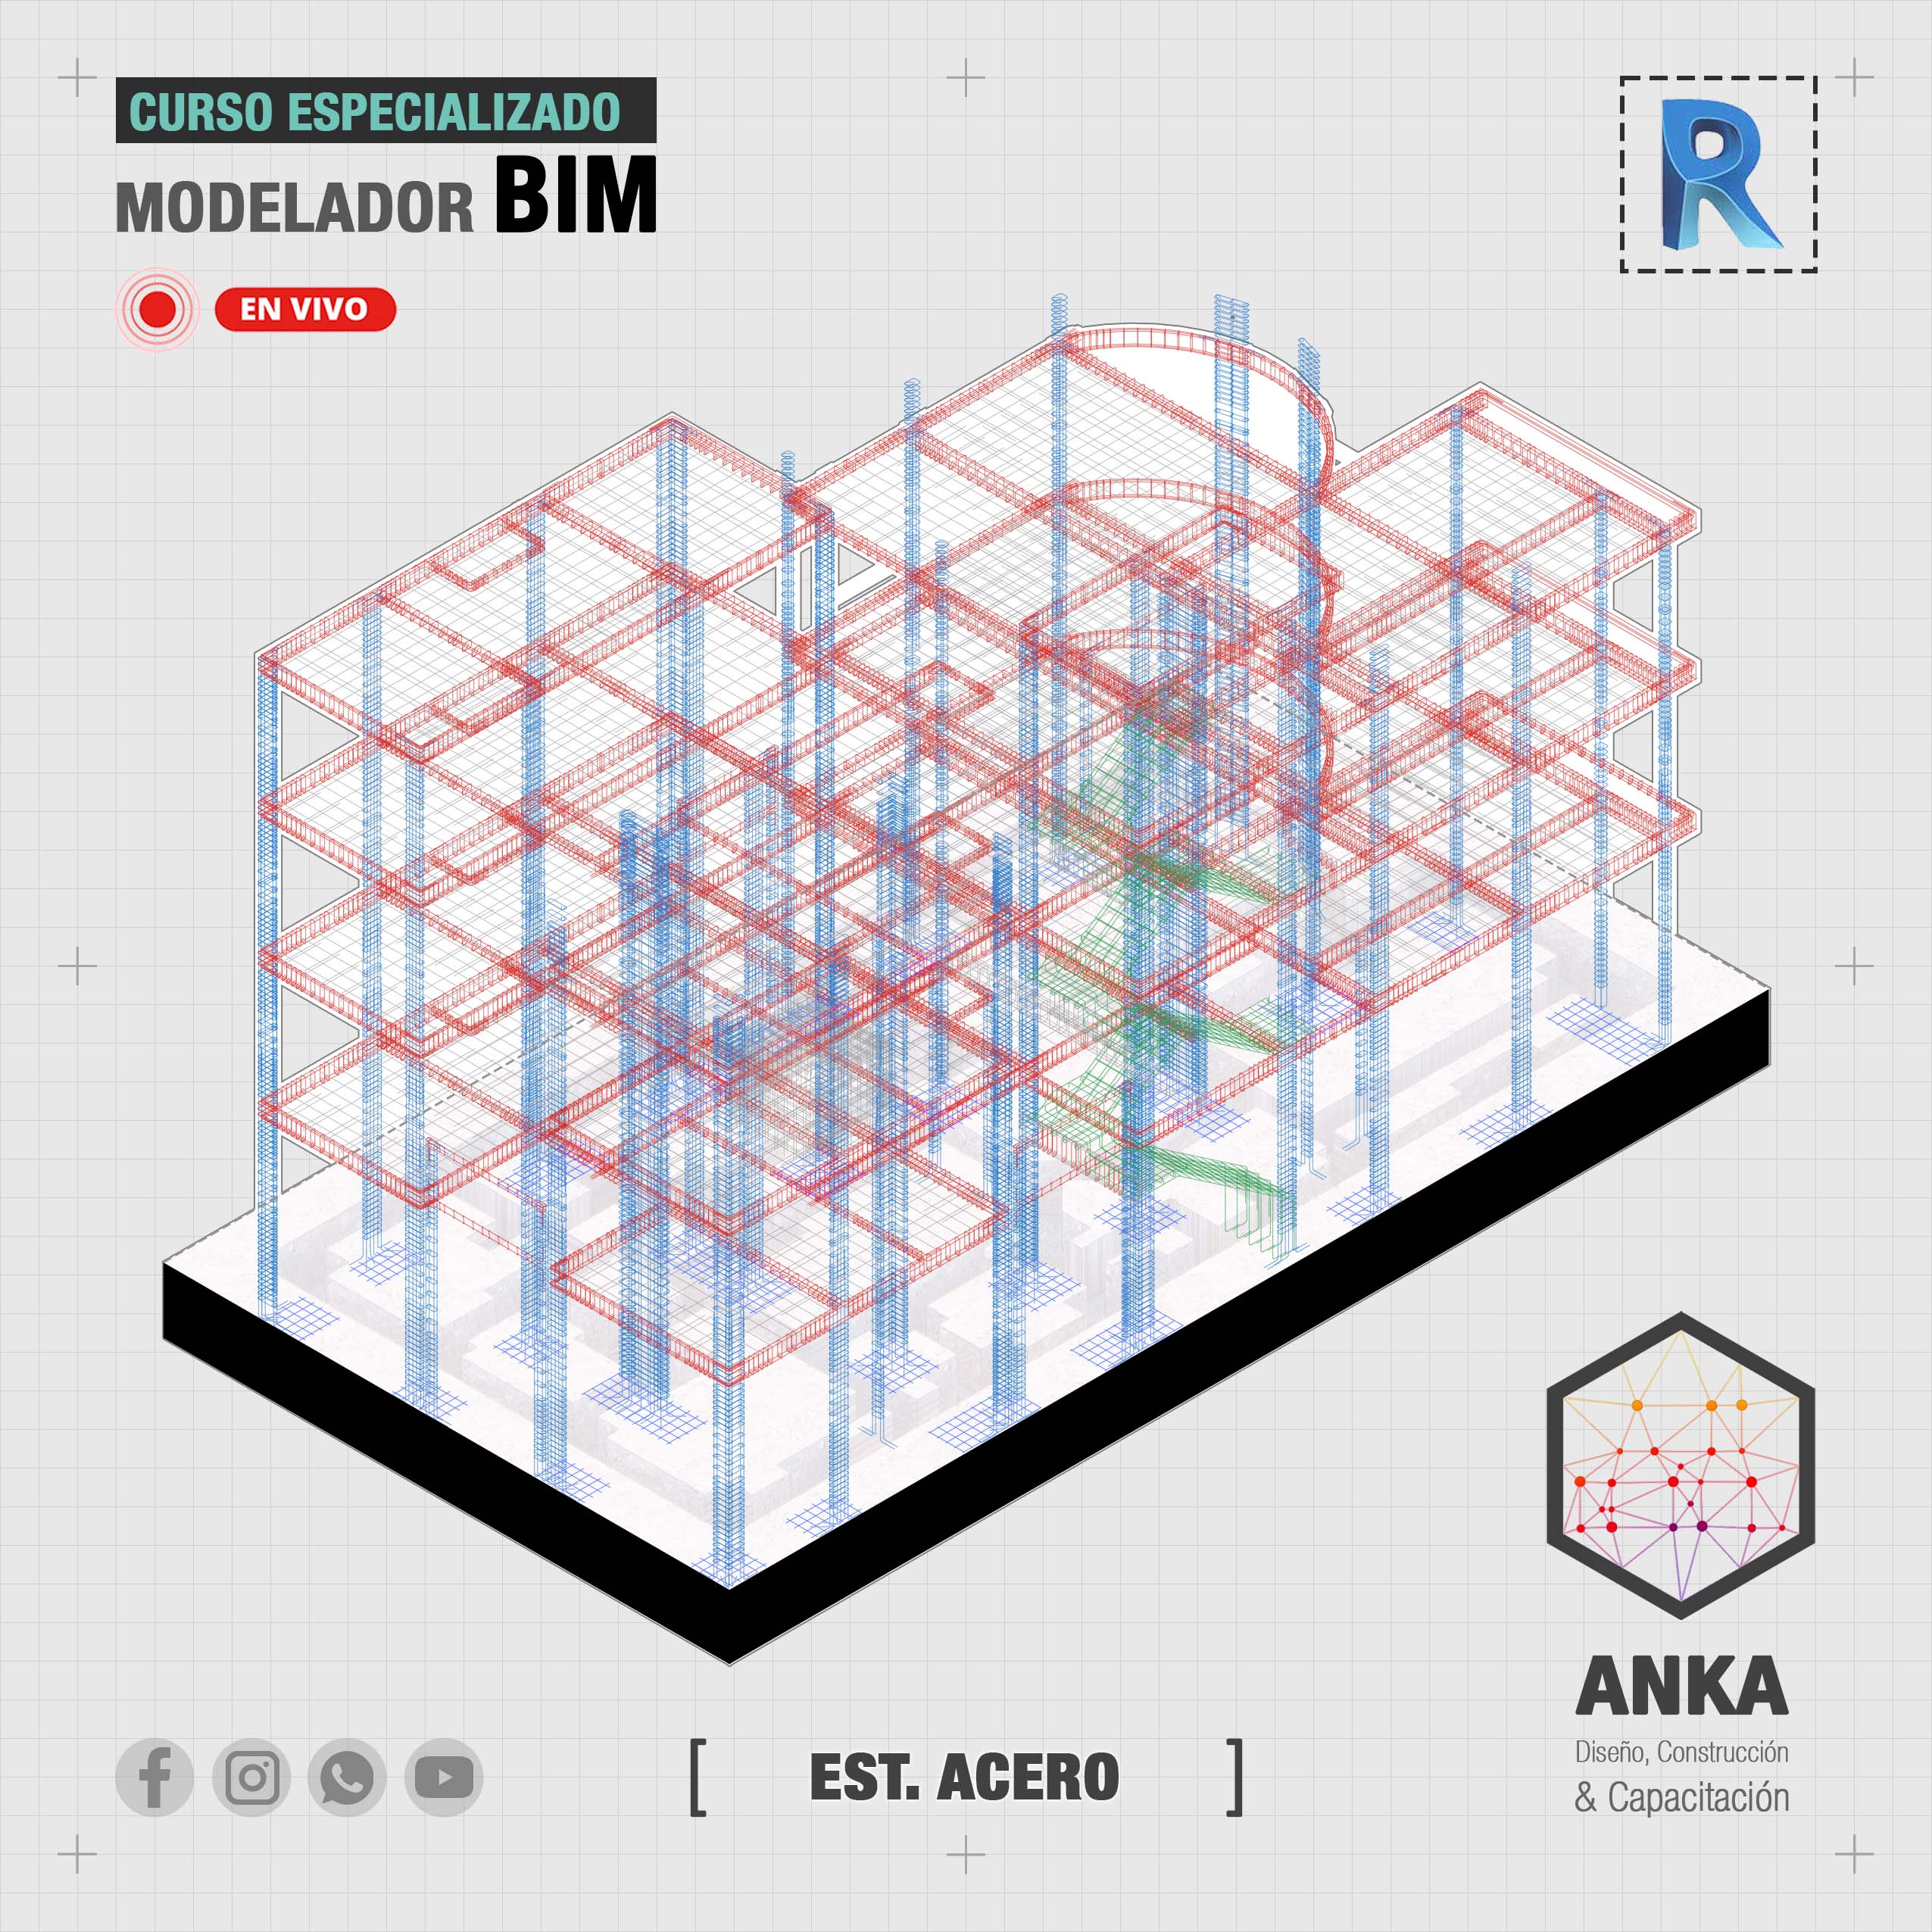 CURSO ESPECIALIZADO
MODELADOR BIM
EN VIVO
R
[ EST. ACERO ]
ANKA
Diseño, Construcción
& Capacitación